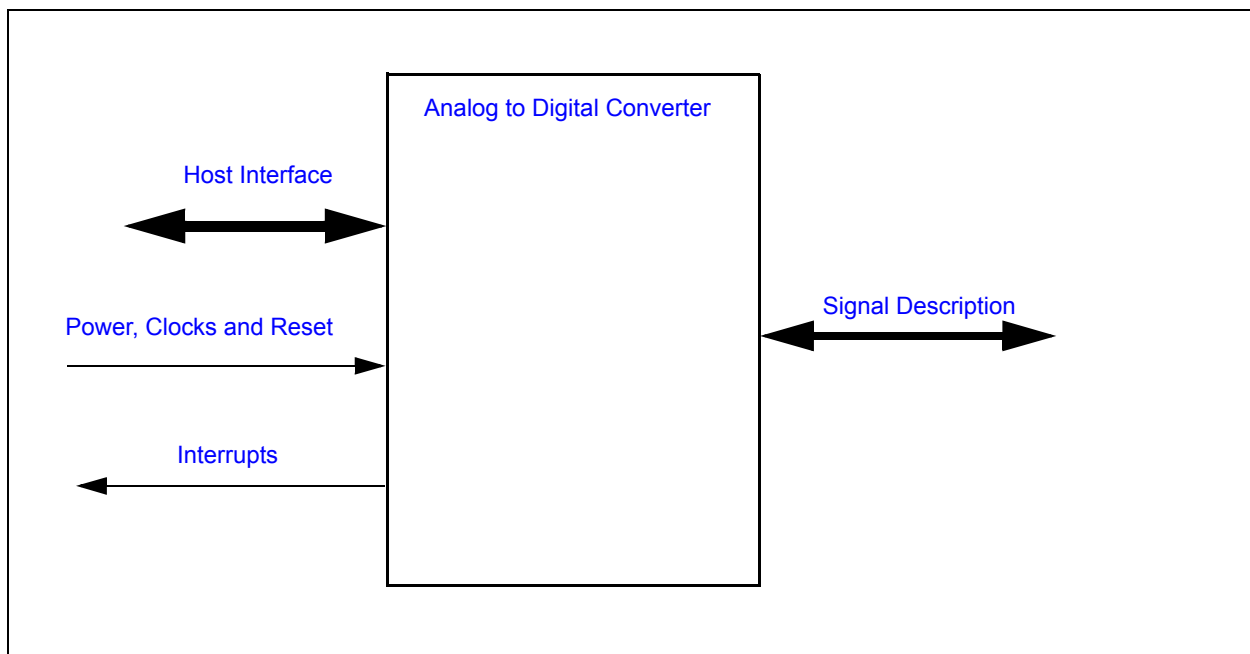 Analog to Digital Converter
Host Interface
Signal Description
Power, Clocks and Reset
Interrupts